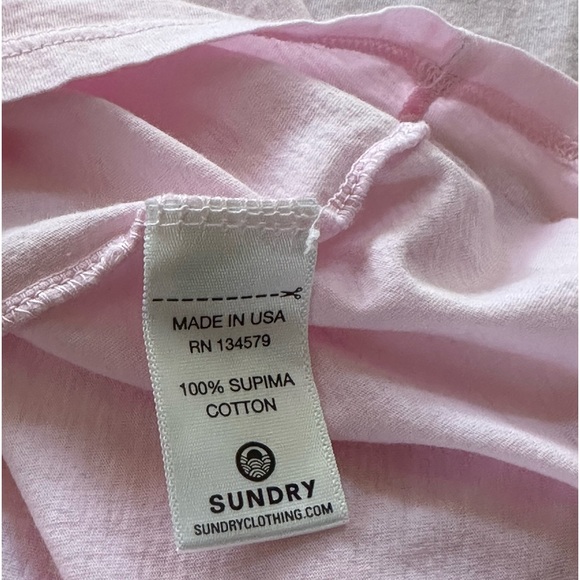 MADE IN USA
RN 134579
100% SUPIMA
COTTON
SUNDRY
SUNDRYCLOTHING.COM